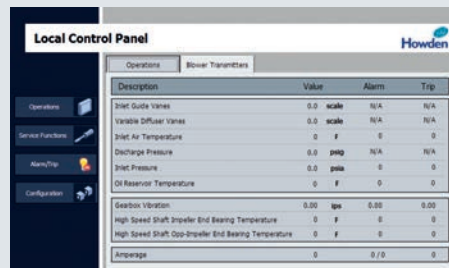 Local Control Panel
Howden
Operations Blower Transmitters
Description Value Alarm Trip
Operations
Service Functions
Alarm/Trip
Configuration
Inlet Guide Vanes 0.0 scale N/A N/A
Variable Diffuser Vanes 0.0 scale N/A N/A
Inlet Air Temperature 0 F 0 0
Discharge Pressure 0.0 psig N/A N/A
Inlet Pressure 0.0 psia 0 0
Oil Reservoir Temperature 0 F 0 0
Gearbox Vibration 0.00 ips 0.00 0.00
High Speed Shaft Impeller End Bearing Temperature 0 F 0 0
High Speed Shaft Opp-Impeller End Bearing Temperature 0 F 0 0
Amperage 0 0 / 0 0